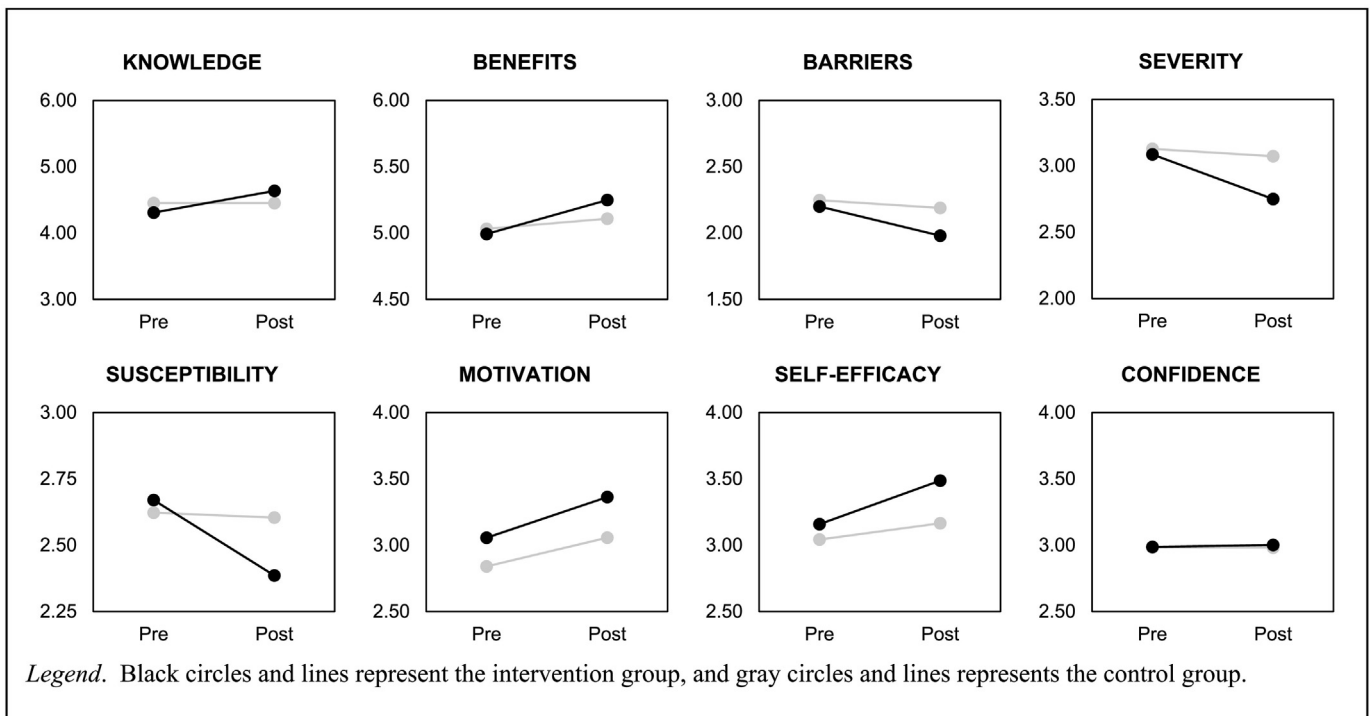 KNOWLEDGE
6.00
5.00
4.00
3.00
Pre Post
BENEFITS
6.00
5.50
5.00
4.50
Pre Post
BARRIERS
3.00
2.50
2.00
1.50
Pre Post
SEVERITY
3.50
3.00
2.50
2.00
Pre Post
SUSCEPTIBILITY
3.00
2.75
2.50
2.25
Pre Post
MOTIVATION
4.00
3.50
3.00
2.50
Pre Post
SELF-EFFICACY
4.00
3.50
3.00
2.50
Pre Post
CONFIDENCE
4.00
3.50
3.00
2.50
Pre Post
Legend. Black circles and lines represent the intervention group, and gray circles and lines represents the control group.